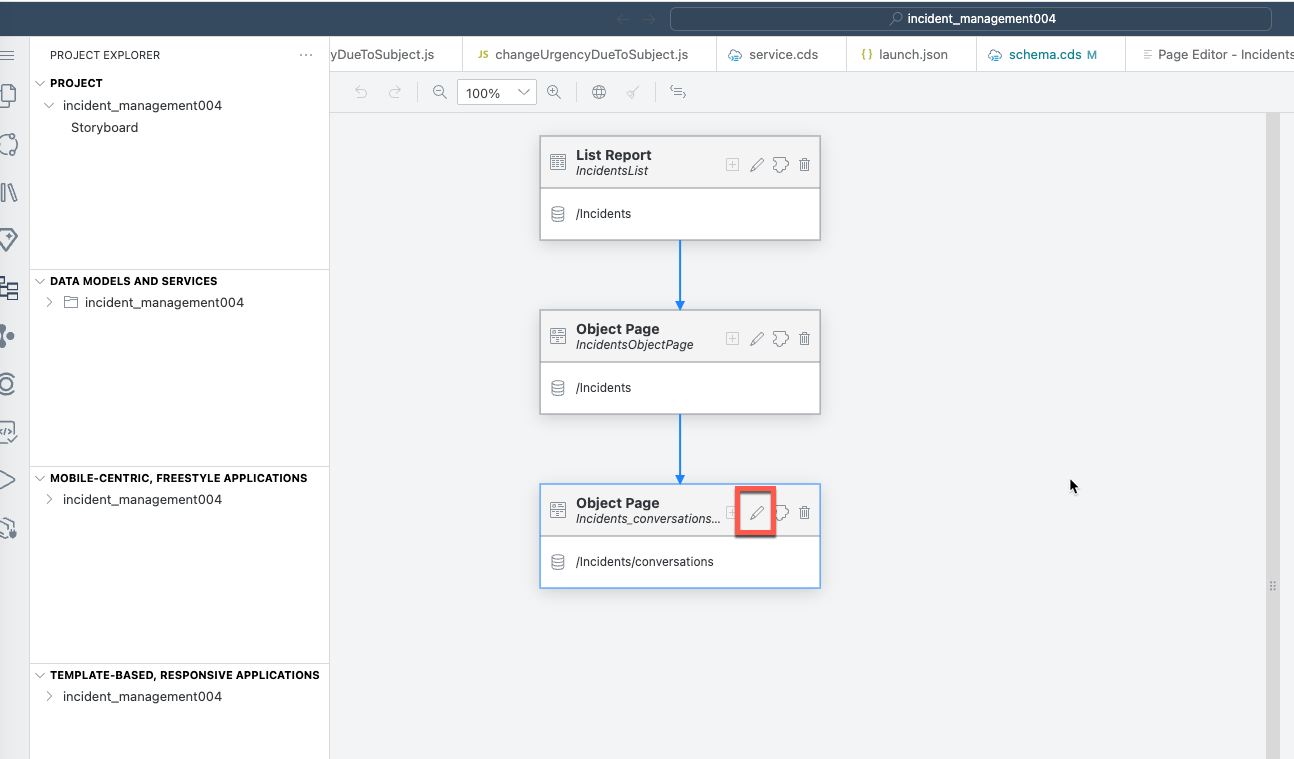 incident_management004
PROJECT EXPLORER
yDueToSubject.js
JS changeUrgencyDueToSubject.js
service.cds
{} launch.json
schema.cds M
Page Editor - Incidents
PROJECT
incident_management004
Storyboard
100%
List Report
IncidentsList
/Incidents
Object Page
IncidentsObjectPage
/Incidents
Object Page
Incidents_conversations...
/Incidents/conversations
DATA MODELS AND SERVICES
incident_management004
MOBILE-CENTRIC, FREESTYLE APPLICATIONS
incident_management004
TEMPLATE-BASED, RESPONSIVE APPLICATIONS
incident_management004